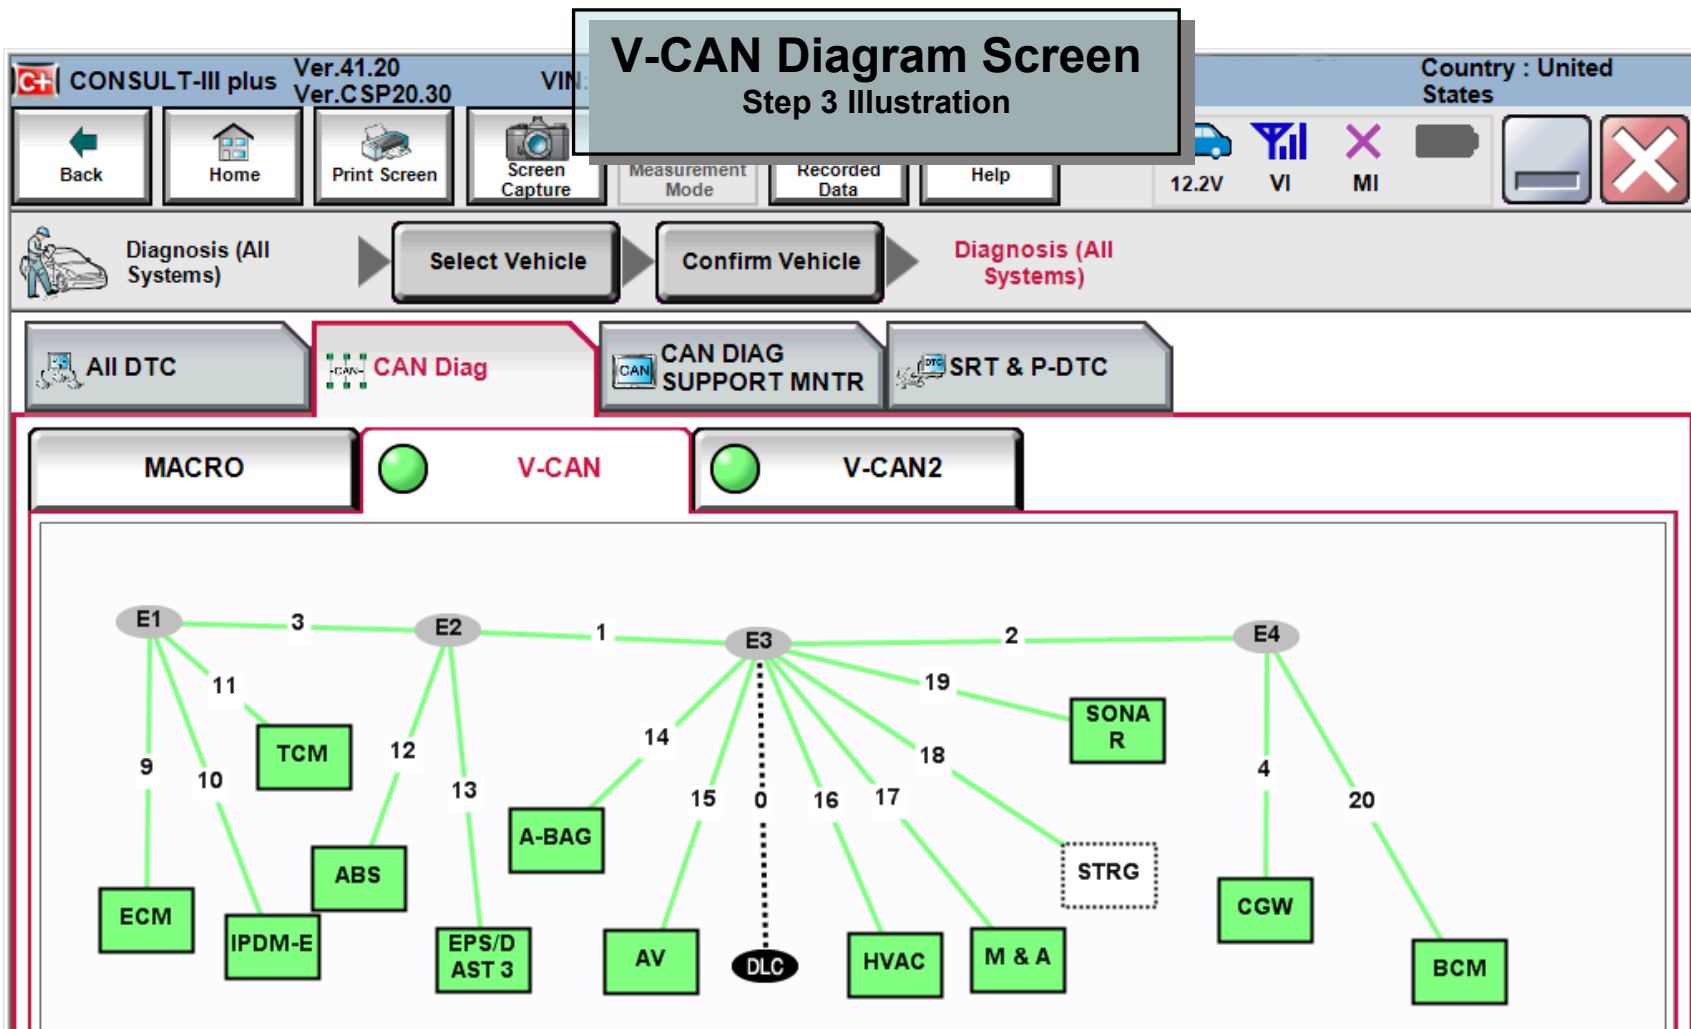 V-CAN Diagram Screen
Step 3 Illustration
C+ CONSULT-III plus
Ver.41.20
Ver.CSP20.30
VIN:
Country : United
States
Back
Home
Print Screen
Screen
Capture
Measurement
Mode
Recorded
Data
Help
12.2V
VI
MI
Diagnosis (All
Systems)
Select Vehicle
Confirm Vehicle
Diagnosis (All
Systems)
All DTC
-CAN-
CAN Diag
CAN
CAN DIAG
SUPPORT MNTR
DTC
SRT & P-DTC
MACRO
V-CAN
V-CAN2
E1
3
E2
1
E3
2
E4
11
19
14
12
18
9
10
13
15
0
16
17
4
20
TCM
SONA
R
A-BAG
ABS
STRG
ECM
IPDM-E
EPS/D
AST 3
AV
DLC
HVAC
M & A
CGW
BCM